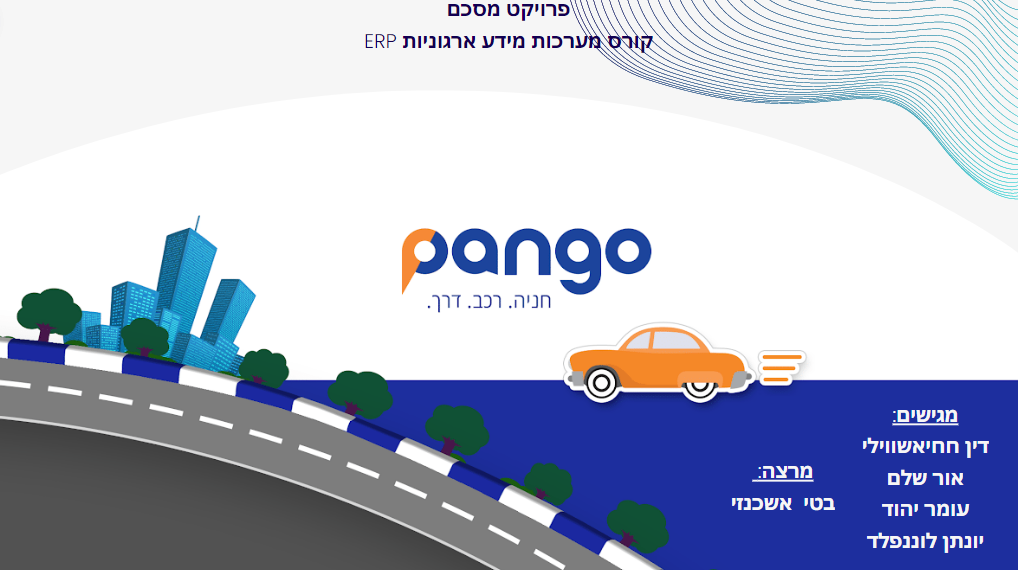 פרויקט מסכם
קורס מערכות מידע ארגוניות ERP
pango
חניה. רכב. דרך.
מגישים:
דין חחיאשווילי
אור שלם
עומר יהוד
יונתן לוננפלד
מרצה:
בטי אשכנזי